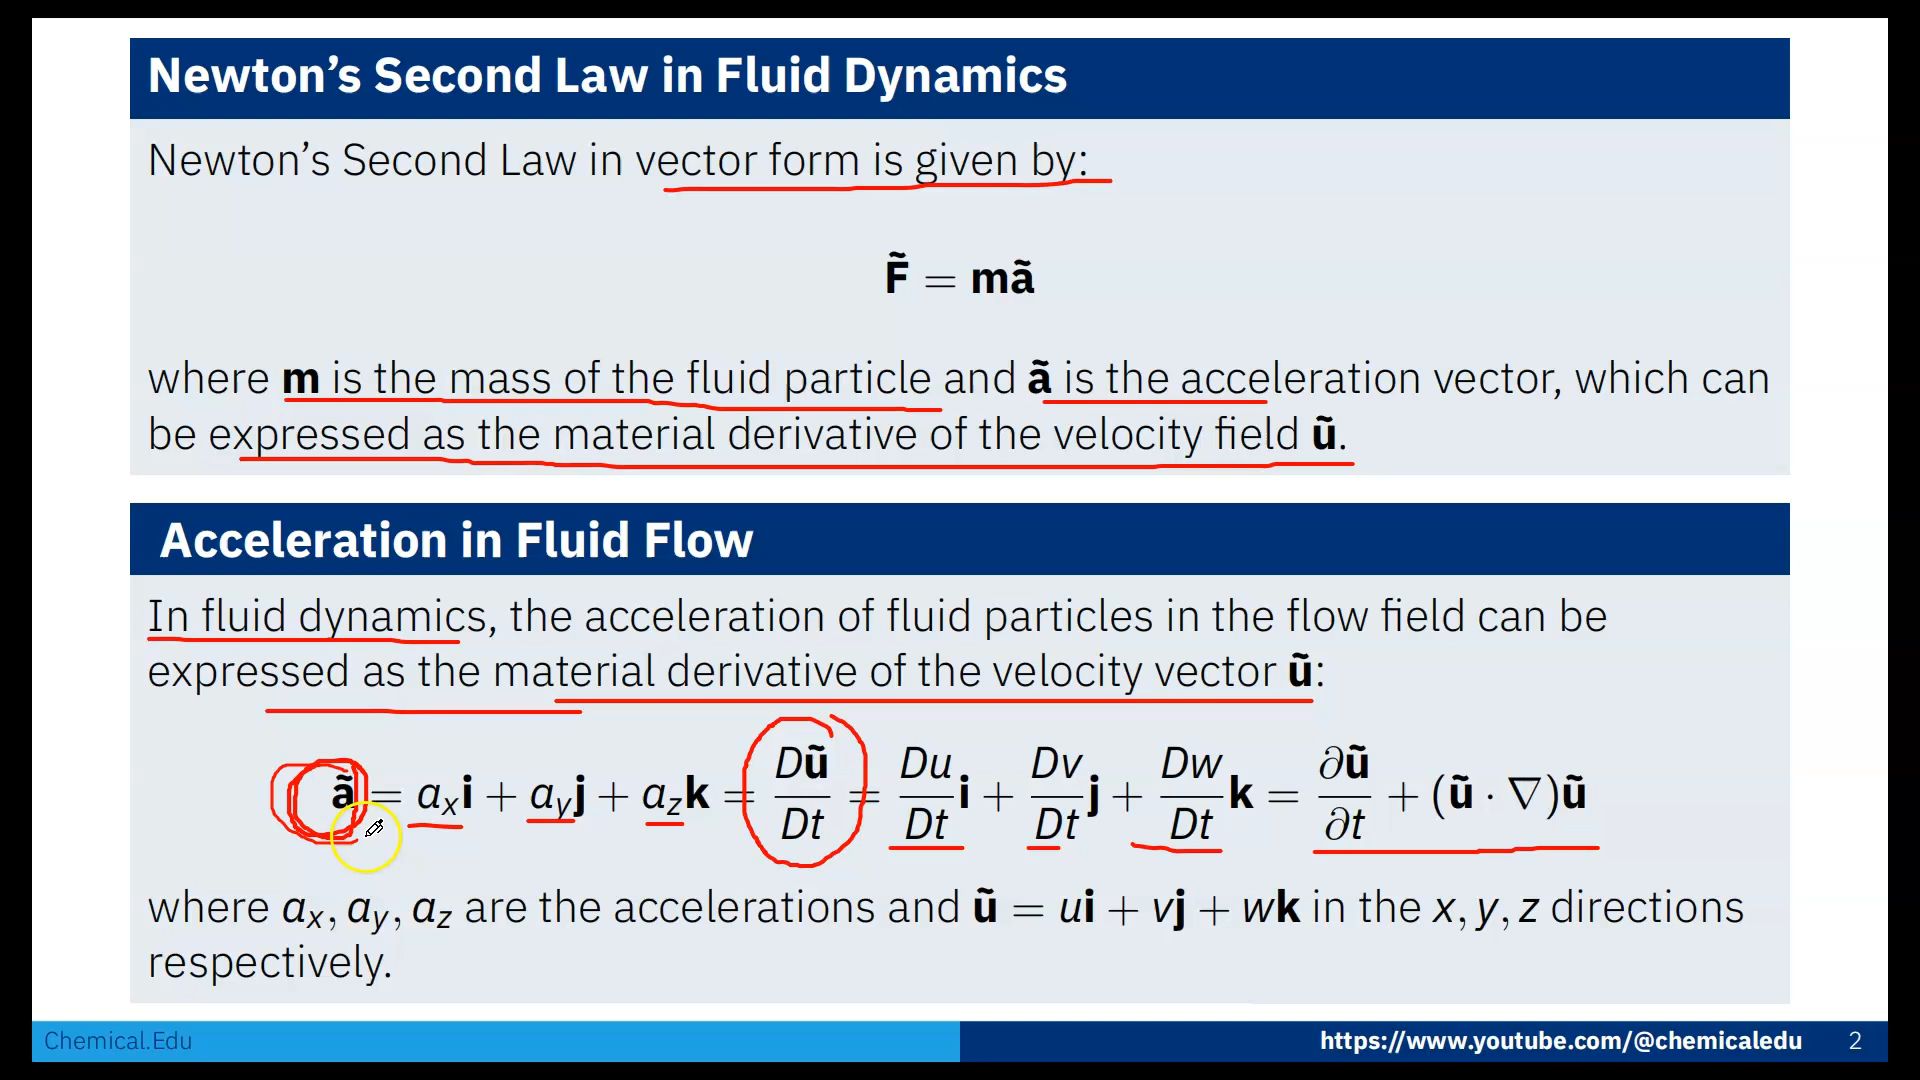 Newton’s Second Law in Fluid Dynamics
Newton’s Second Law in vector form is given by:
F̃ = mã
where m is the mass of the fluid particle and ã is the acceleration vector, which can
be expressed as the material derivative of the velocity field ũ.
Acceleration in Fluid Flow
In fluid dynamics, the acceleration of fluid particles in the flow field can be
expressed as the material derivative of the velocity vector ũ:
ã = aₓi + a_y j + a_z k = Dũ/Dt = Du/Dt i + Dv/Dt j + Dw/Dt k = ∂ũ/∂t + (ũ · ∇)ũ
where aₓ, a_y, a_z are the accelerations and ũ = ui + vj + wk in the x, y, z directions
respectively.
Chemical.Edu https://www.youtube.com/@chemicaledu 2